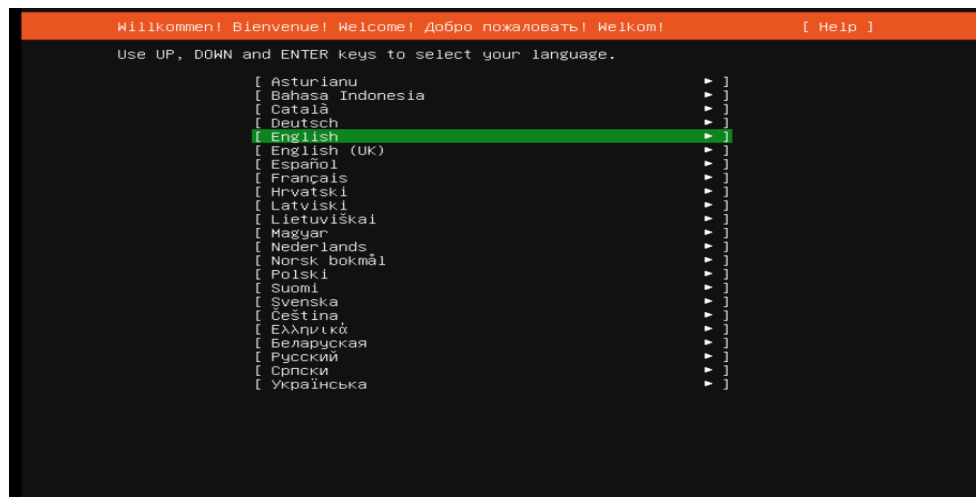 Willkommen! Bienvenue! Welcome! Добро пожаловать! Welkom! [ Help ]
Use UP, DOWN and ENTER keys to select your language.
[ Asturianu ► ]
[ Bahasa Indonesia ► ]
[ Català ► ]
[ Deutsch ► ]
[ English ► ]
[ English (UK) ► ]
[ Español ► ]
[ Français ► ]
[ Hrvatski ► ]
[ Latviski ► ]
[ Lietuviškai ► ]
[ Magyar ► ]
[ Nederlands ► ]
[ Norsk bokmål ► ]
[ Polski ► ]
[ Suomi ► ]
[ Svenska ► ]
[ Čeština ► ]
[ Ελληνικά ► ]
[ Беларуская ► ]
[ Русский ► ]
[ Српски ► ]
[ Українська ► ]